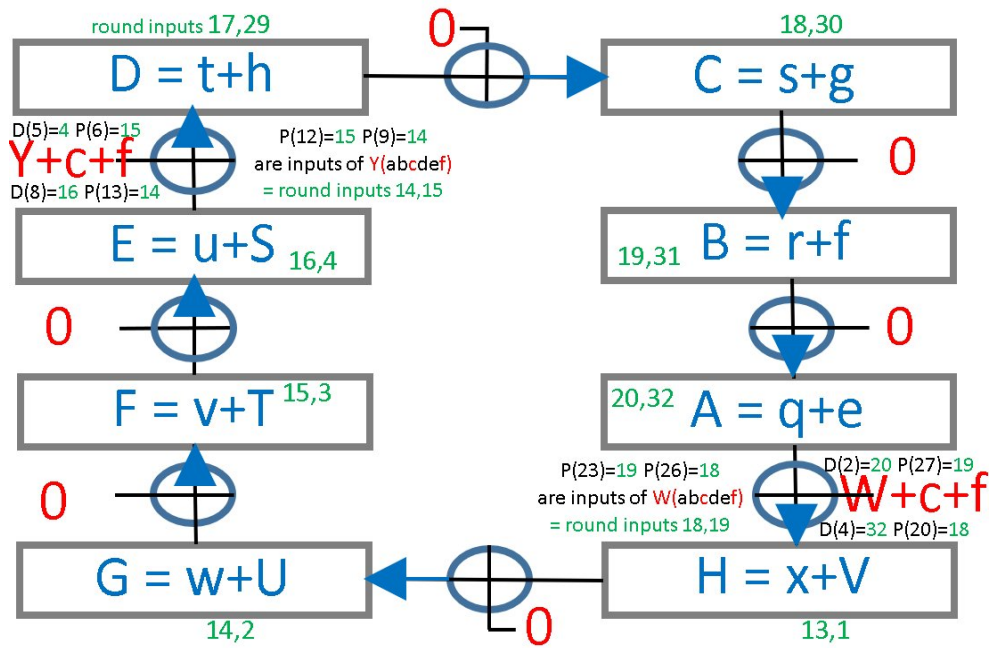 round inputs 17,29
D = t+h
0
18,30
C = s+g
D(5)=4 P(6)=15
Y+c+f
D(8)=16 P(13)=14
P(12)=15 P(9)=14
are inputs of Y(abcdef)
= round inputs 14,15
0
E = u+S
16,4
19,31
B = r+f
0
0
F = v+T
15,3
20,32
A = q+e
0
P(23)=19 P(26)=18
are inputs of W(abcdef)
= round inputs 18,19
D(2)=20 P(27)=19
W+c+f
D(4)=32 P(20)=18
G = w+U
14,2
0
H = x+V
13,1